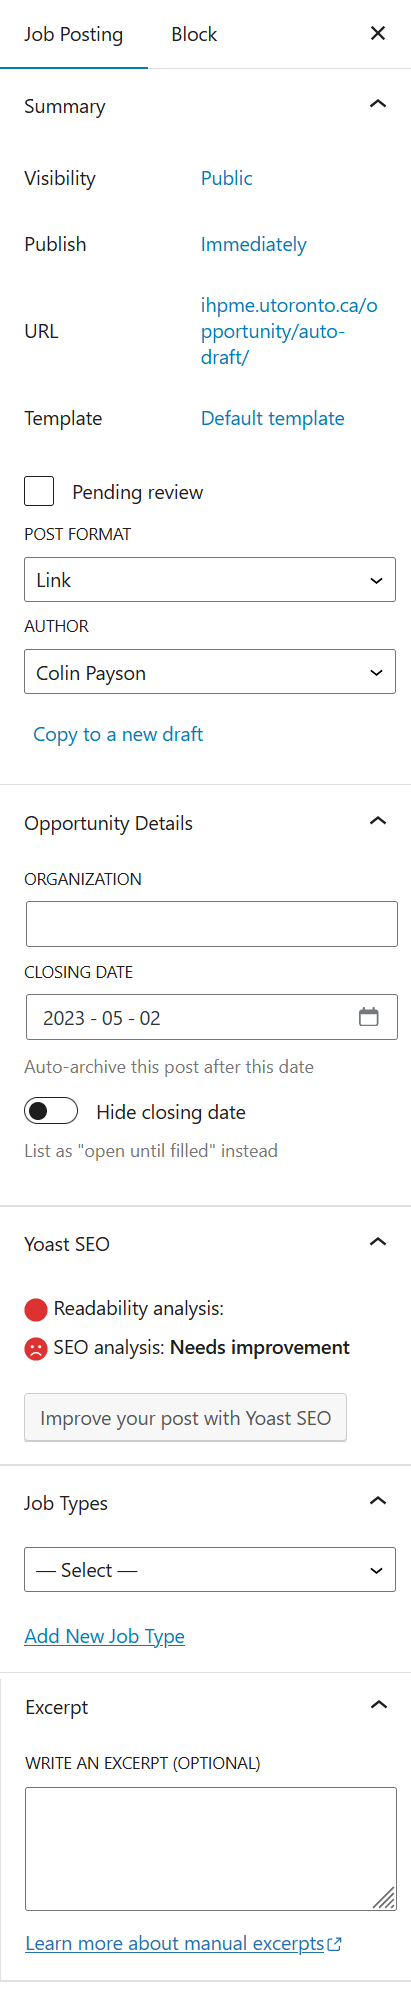 Job Posting Block
Summary
Visibility Public
Publish Immediately
URL ihpme.utoronto.ca/o
pportunity/auto-
draft/
Template Default template
Pending review
POST FORMAT
Link
AUTHOR
Colin Payson
Copy to a new draft
Opportunity Details
ORGANIZATION
CLOSING DATE
2023 - 05 - 02
Auto-archive this post after this date
Hide closing date
List as "open until filled" instead
Yoast SEO
Readability analysis:
SEO analysis: Needs improvement
Improve your post with Yoast SEO
Job Types
— Select —
Add New Job Type
Excerpt
WRITE AN EXCERPT (OPTIONAL)
Learn more about manual excerpts